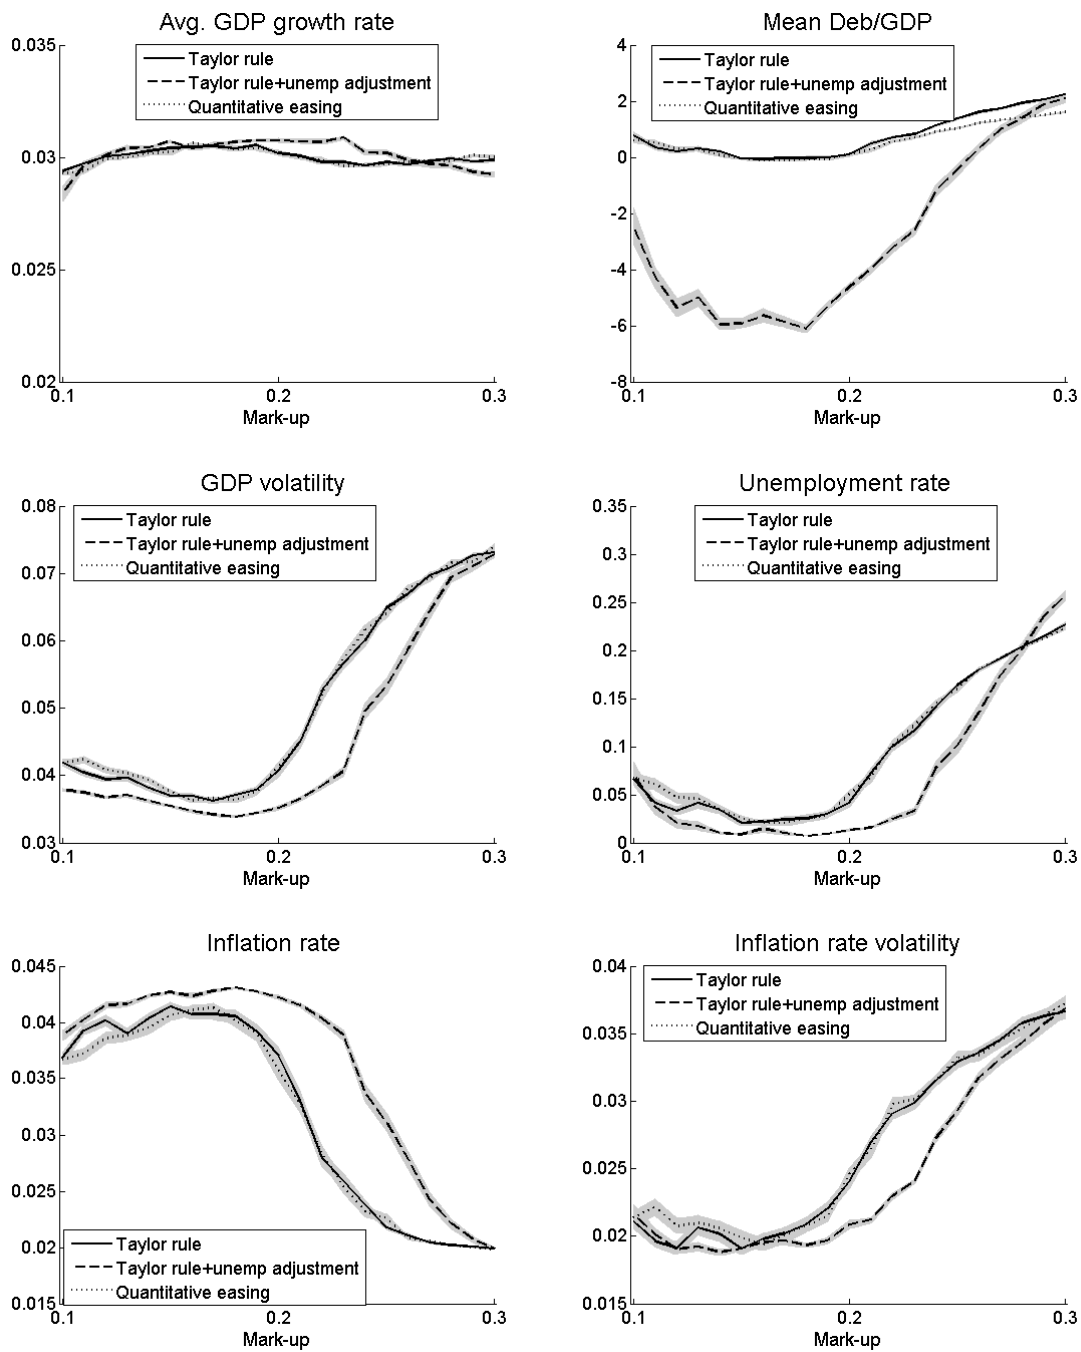 Avg. GDP growth rate
0.035
Taylor rule
Taylor rule+unemp adjustment
Quantitative easing
0.03
0.025
0.02
0.1
0.2
0.3
Mark-up
Mean Deb/GDP
4
Taylor rule
Taylor rule+unemp adjustment
Quantitative easing
2
0
-2
-4
-6
-8
0.1
0.2
0.3
Mark-up
GDP volatility
0.08
Taylor rule
Taylor rule+unemp adjustment
Quantitative easing
0.07
0.06
0.05
0.04
0.03
0.1
0.2
0.3
Mark-up
Unemployment rate
0.35
Taylor rule
Taylor rule+unemp adjustment
Quantitative easing
0.3
0.25
0.2
0.15
0.1
0.05
0
0.1
0.2
0.3
Mark-up
Inflation rate
0.045
0.04
0.035
0.03
0.025
0.02
Taylor rule
Taylor rule+unemp adjustment
Quantitative easing
0.015
0.1
0.2
0.3
Mark-up
Inflation rate volatility
0.04
Taylor rule
Taylor rule+unemp adjustment
Quantitative easing
0.035
0.03
0.025
0.02
0.015
0.1
0.2
0.3
Mark-up